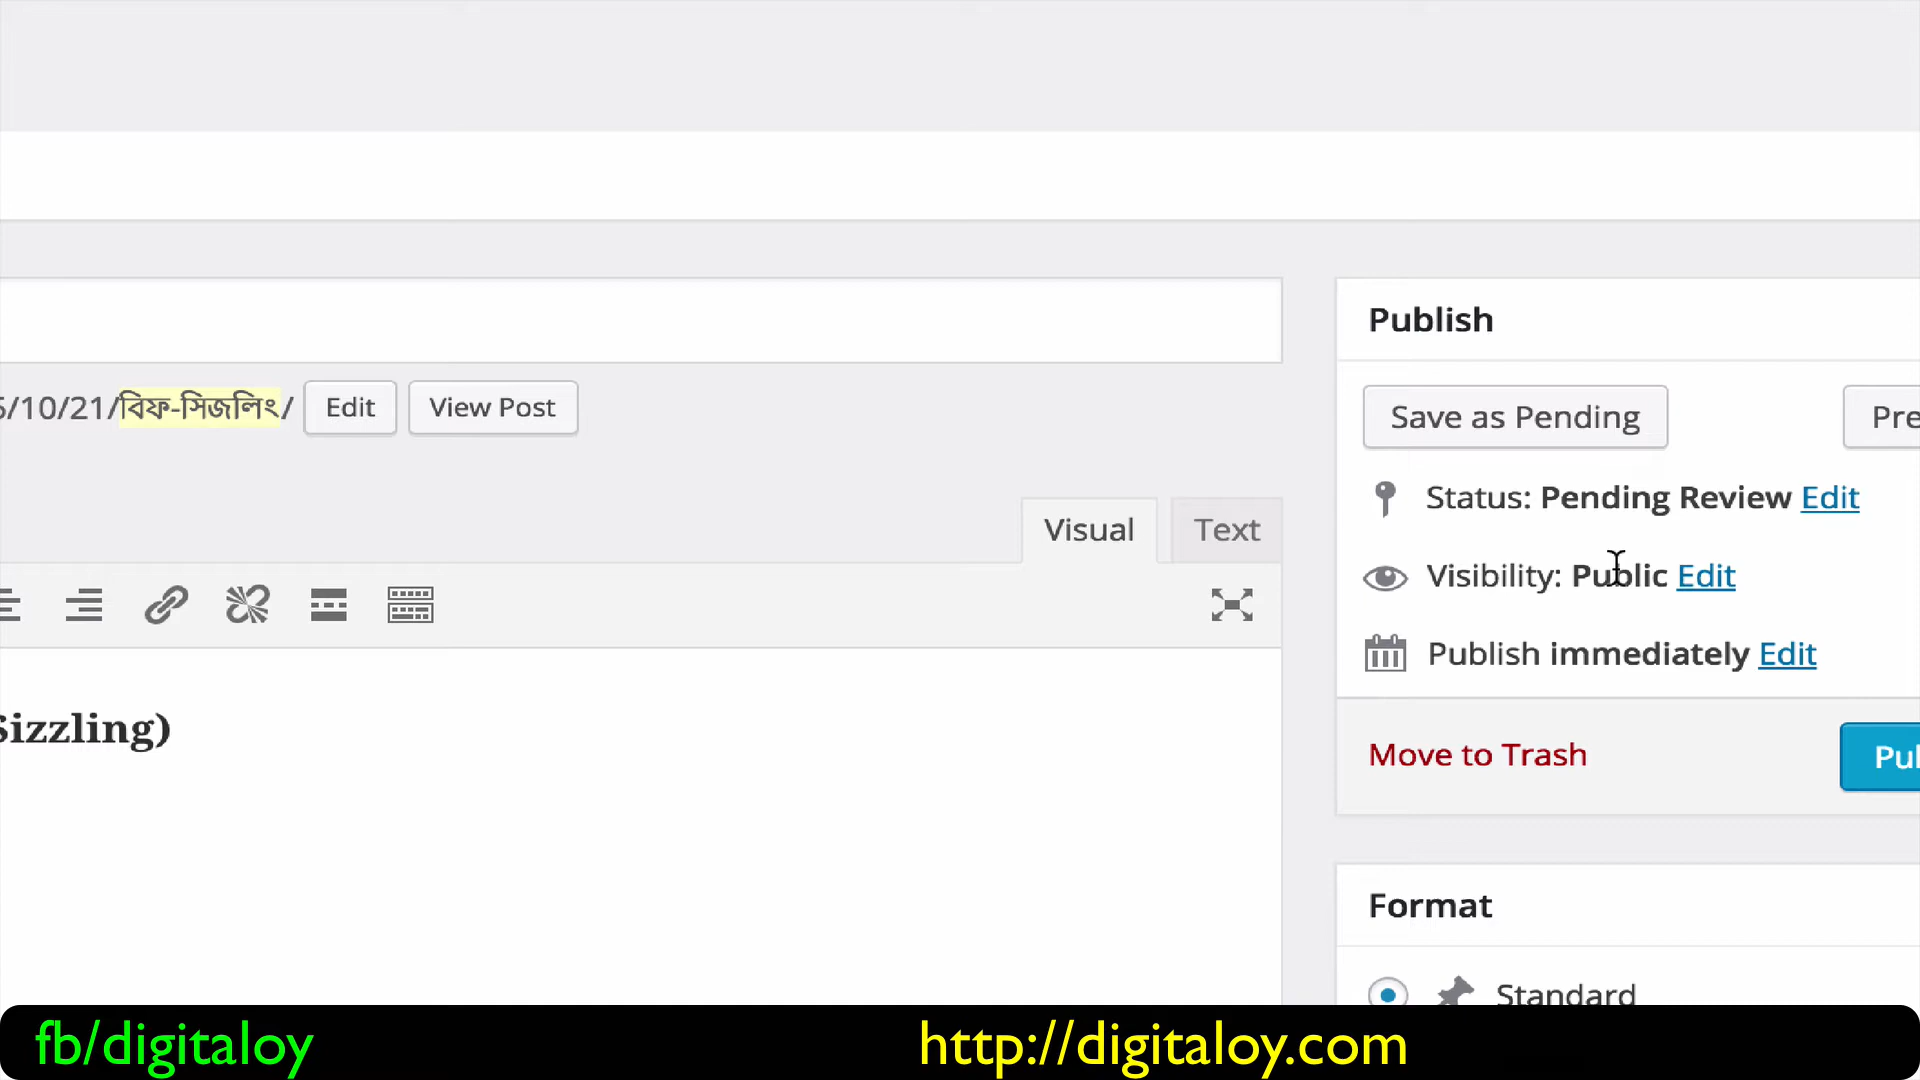 5/10/21/বিফ-সিজলিং/ Edit View Post
Visual Text
Sizzling)
Publish
Save as Pending Pre
Status: Pending Review Edit
Visibility: Public Edit
Publish immediately Edit
Move to Trash Pub
Format
Standard
fb/digitaloy http://digitaloy.com